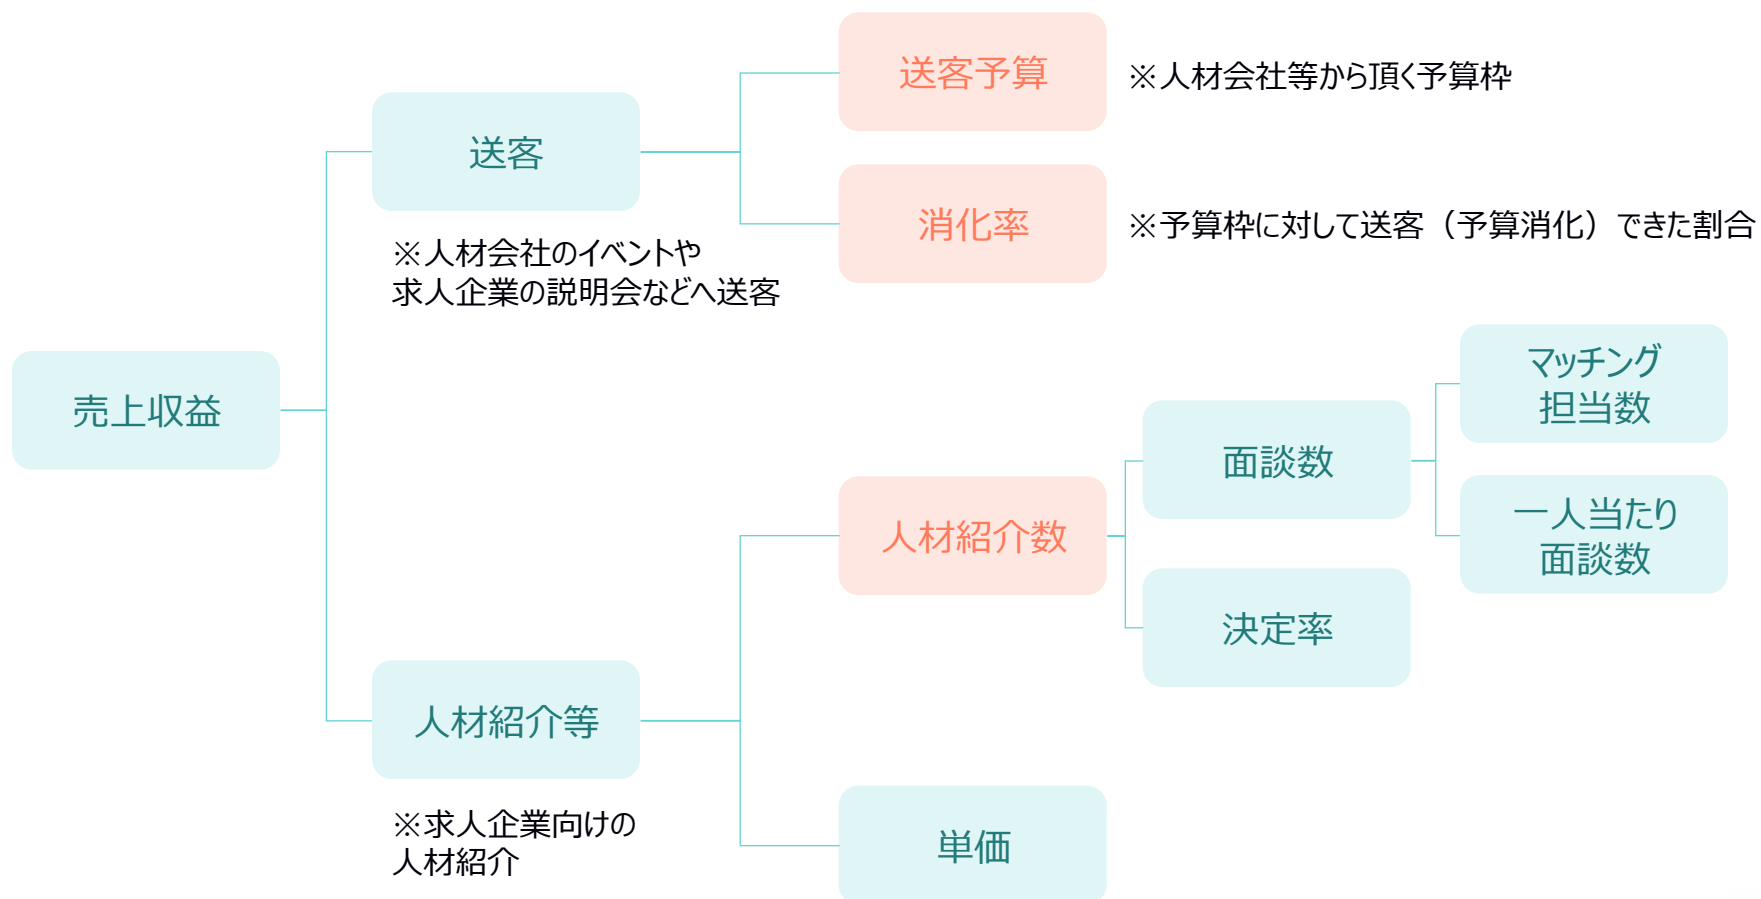 送客予算
※人材会社等から頂く予算枠
送客
消化率
※予算枠に対して送客（予算消化）できた割合
※人材会社のイベントや
求人企業の説明会などへ送客
売上収益
マッチング
担当数
面談数
一人当たり
面談数
人材紹介数
決定率
人材紹介等
※求人企業向けの
人材紹介
単価